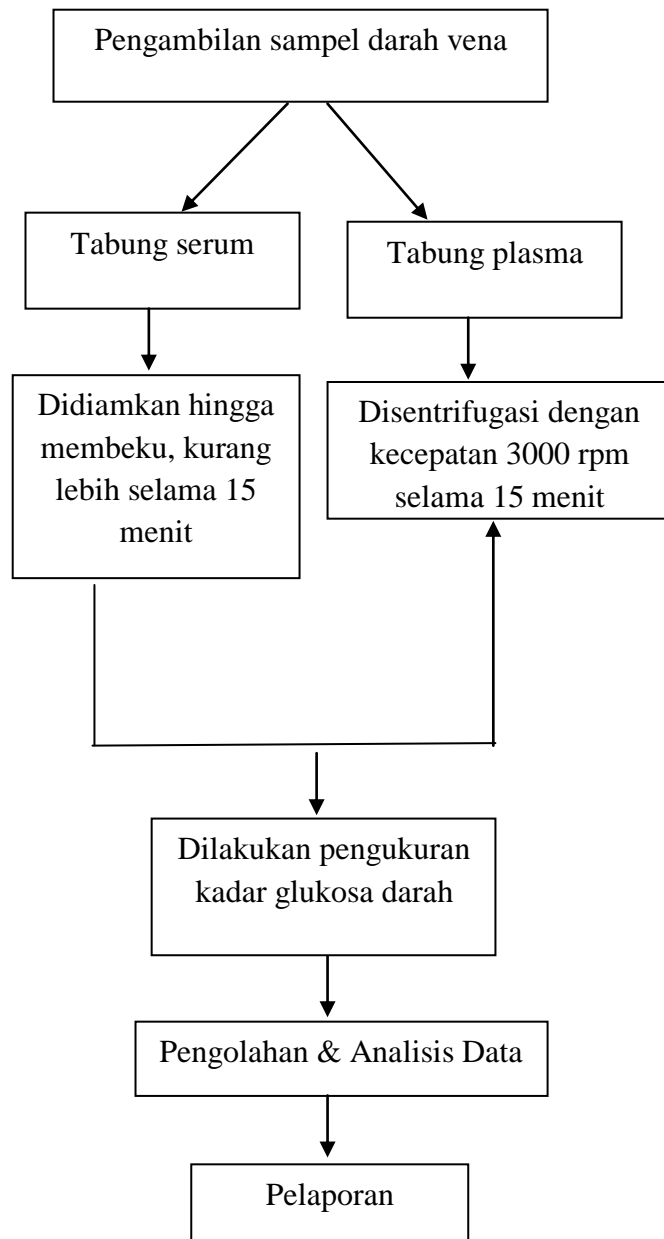 Pengambilan sampel darah vena
Tabung serum
Tabung plasma
Didiamkan hingga
membeku, kurang
lebih selama 15
menit
Disentrifugasi dengan
kecepatan 3000 rpm
selama 15 menit
Dilakukan pengukuran
kadar glukosa darah
Pengolahan & Analisis Data
Pelaporan